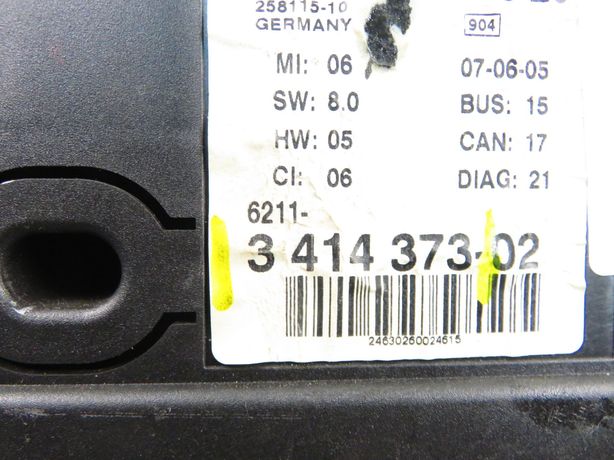 258115-10
GERMANY 904
MI: 06 07-06-05
SW: 8.0 BUS: 15
HW: 05 CAN: 17
CI: 06 DIAG: 21
6211-
3 414 373-02
24630260024615